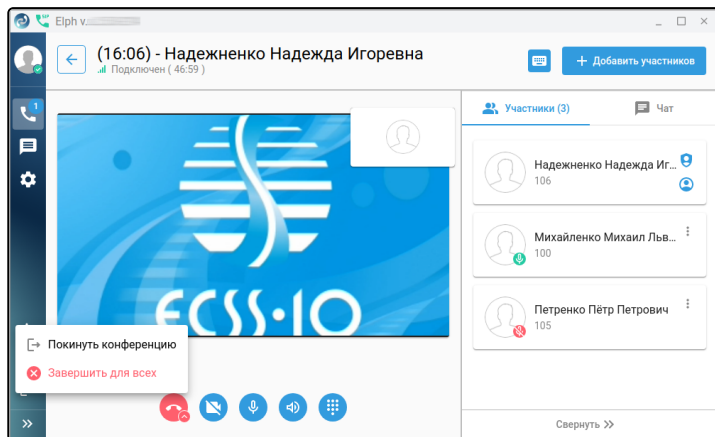 Elph v.
(16:06) - Надежненко Надежда Игоревна
Подключен ( 46:59 )
Добавить участников
1
Участники (3)
Чат
Надежненко Надежда Иг...
106
Михайленко Михаил Льв...
100
Петренко Пётр Петрович
105
ECSS·10
Покинуть конференцию
Завершить для всех
Свернуть